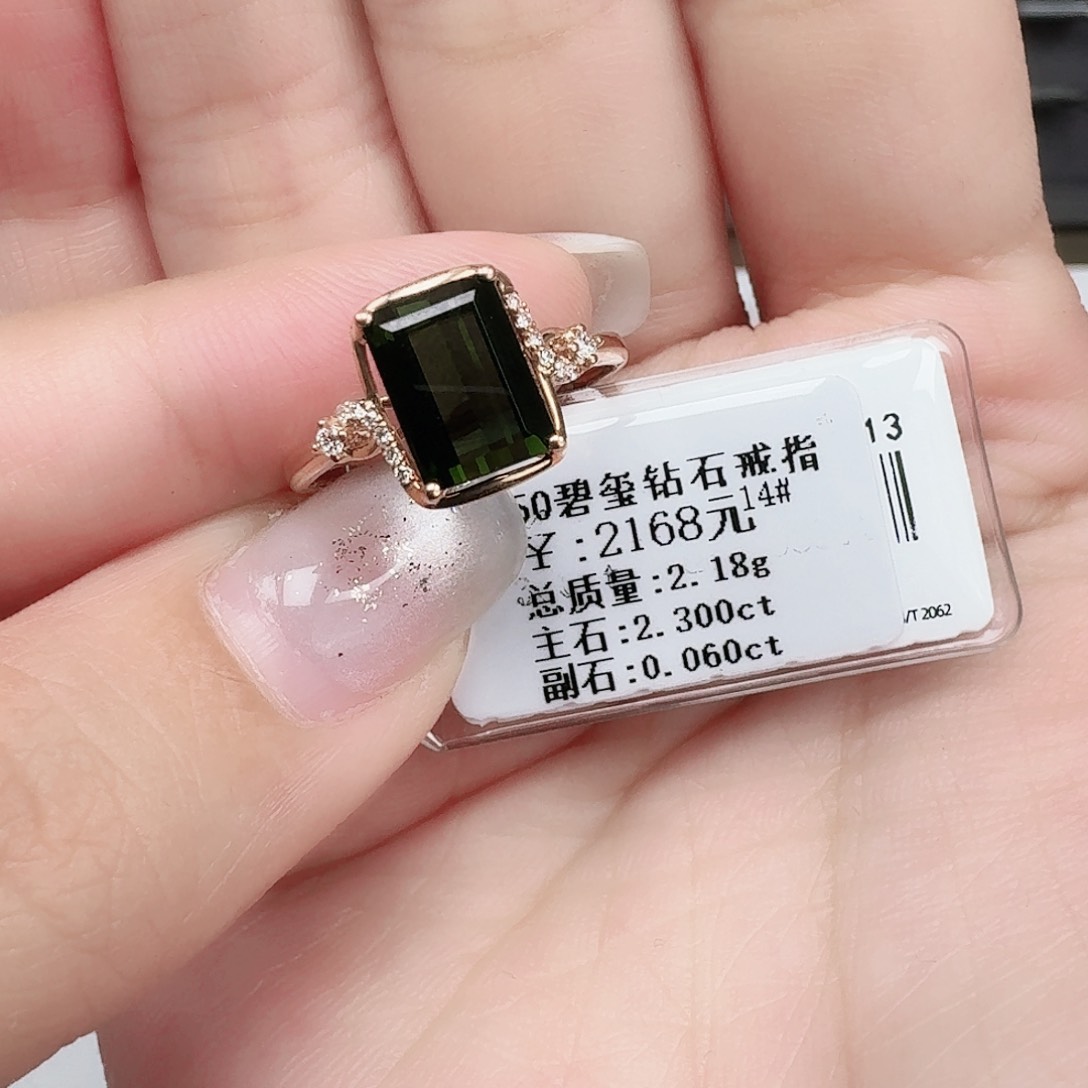 50碧玺钻石戒指
¥:2168元14#
总质量:2.18g
主石:2.300ct
副石:0.060ct
13
/T 2062